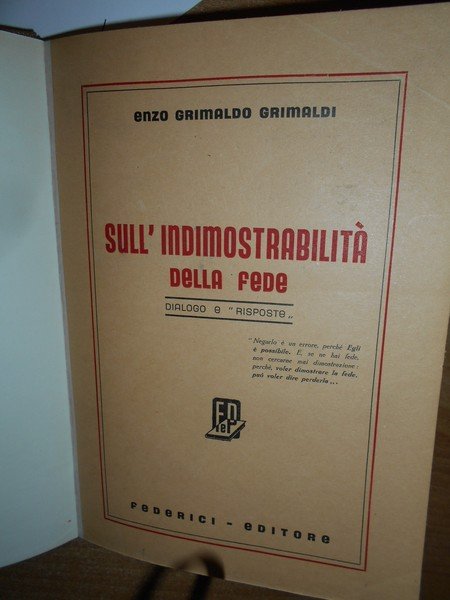 enzo GRIMALDO GRIMALDI
SULL' INDIMOSTRABILITÀ
DELLA FEDE
DIALOGO e "RISPOSTE„
"Negarlo è un errore, perchè Egli
è possibile. E, se ne hai fede,
non cercarne mai dimostrazione:
perchè, voler dimostrare la fede,
può voler dire perderla„.
FEDERICI - EDITORE